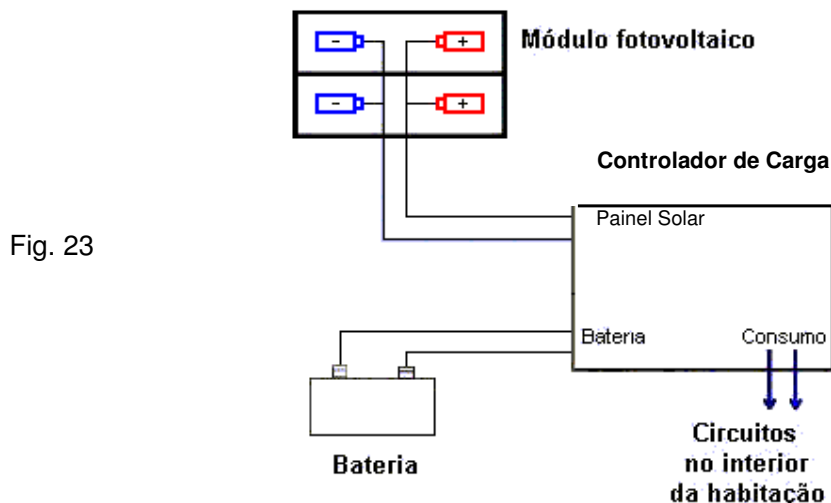 - +
Módulo fotovoltaico
- +
Controlador de Carga
Painel Solar
Fig. 23
Bateria Consumo
Bateria
Circuitos
no interior
da habitação